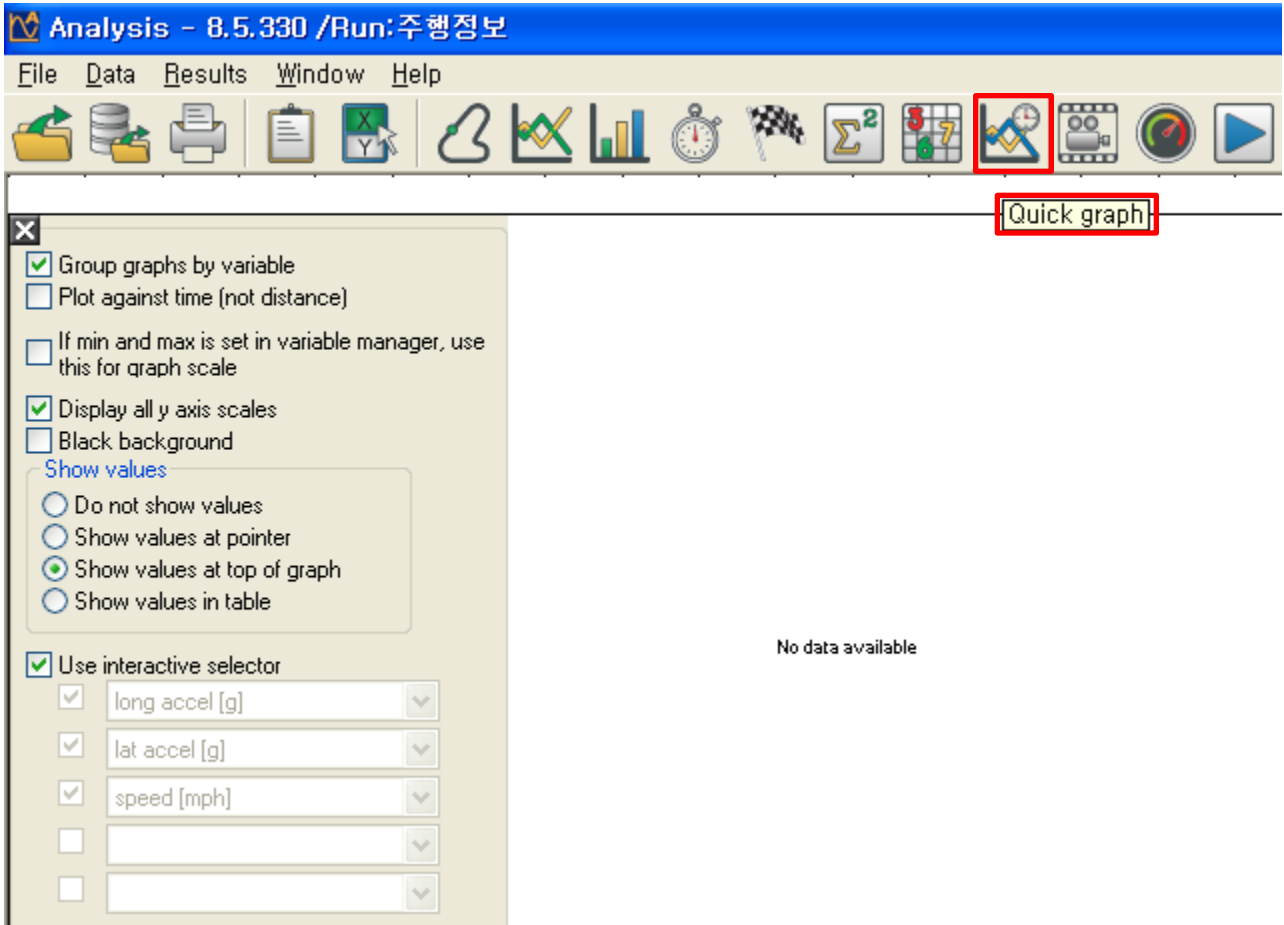 Analysis - 8.5.330 /Run:주행정보
File Data Results Window Help
X
Y
Σ²
3
7
6
Quick graph
Group graphs by variable
Plot against time (not distance)
If min and max is set in variable manager, use
this for graph scale
Display all y axis scales
Black background
Show values
Do not show values
Show values at pointer
Show values at top of graph
Show values in table
No data available
Use interactive selector
long accel [g]
lat accel [g]
speed [mph]